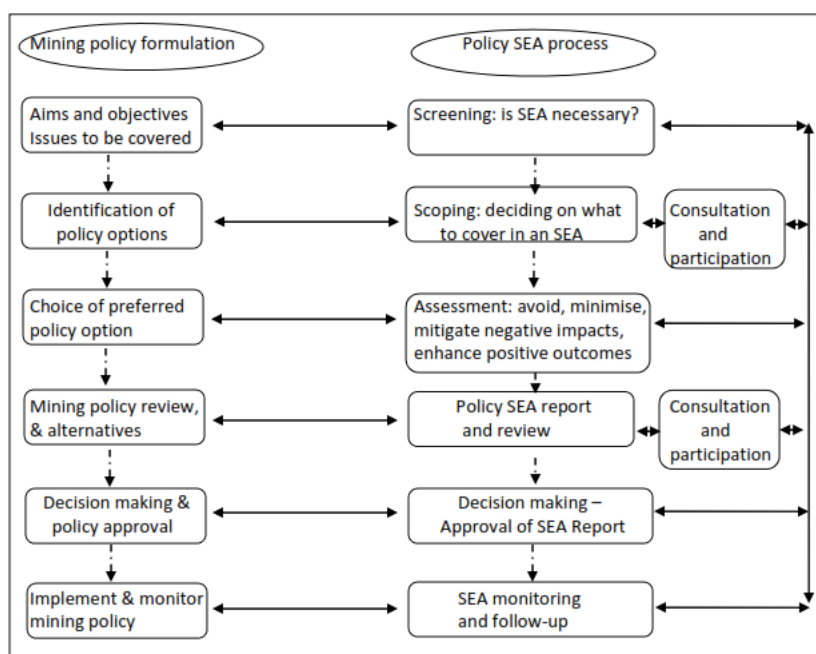 Mining policy formulation
Policy SEA process
Aims and objectives
Issues to be covered
Screening: is SEA necessary?
Identification of
policy options
Scoping: deciding on what
to cover in an SEA
Consultation
and
participation
Choice of preferred
policy option
Assessment: avoid, minimise,
mitigate negative impacts,
enhance positive outcomes
Mining policy review,
& alternatives
Policy SEA report
and review
Consultation
and
participation
Decision making &
policy approval
Decision making –
Approval of SEA Report
Implement & monitor
mining policy
SEA monitoring
and follow-up